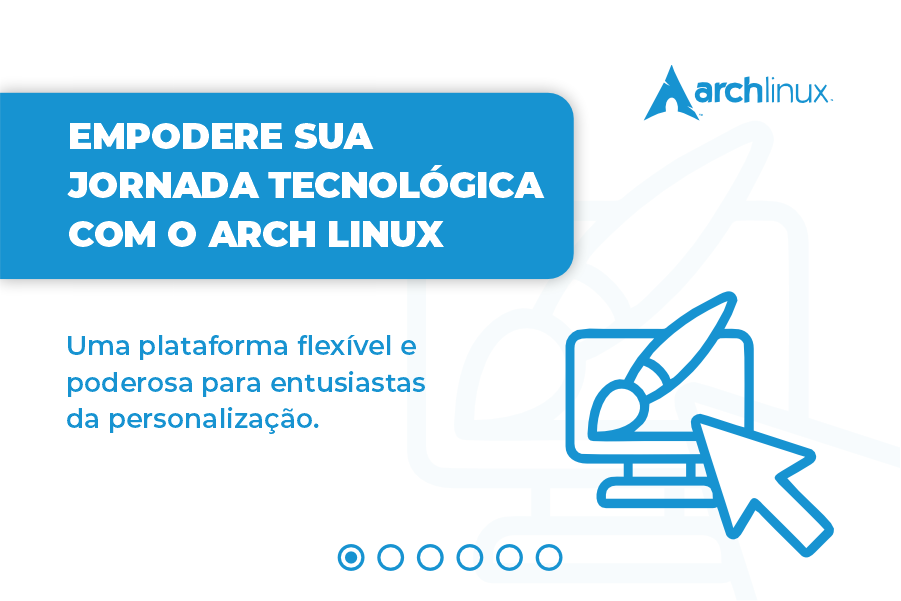 archlinux
EMPODERE SUA
JORNADA TECNOLÓGICA
COM O ARCH LINUX
Uma plataforma flexível e
poderosa para entusiastas
da personalização.